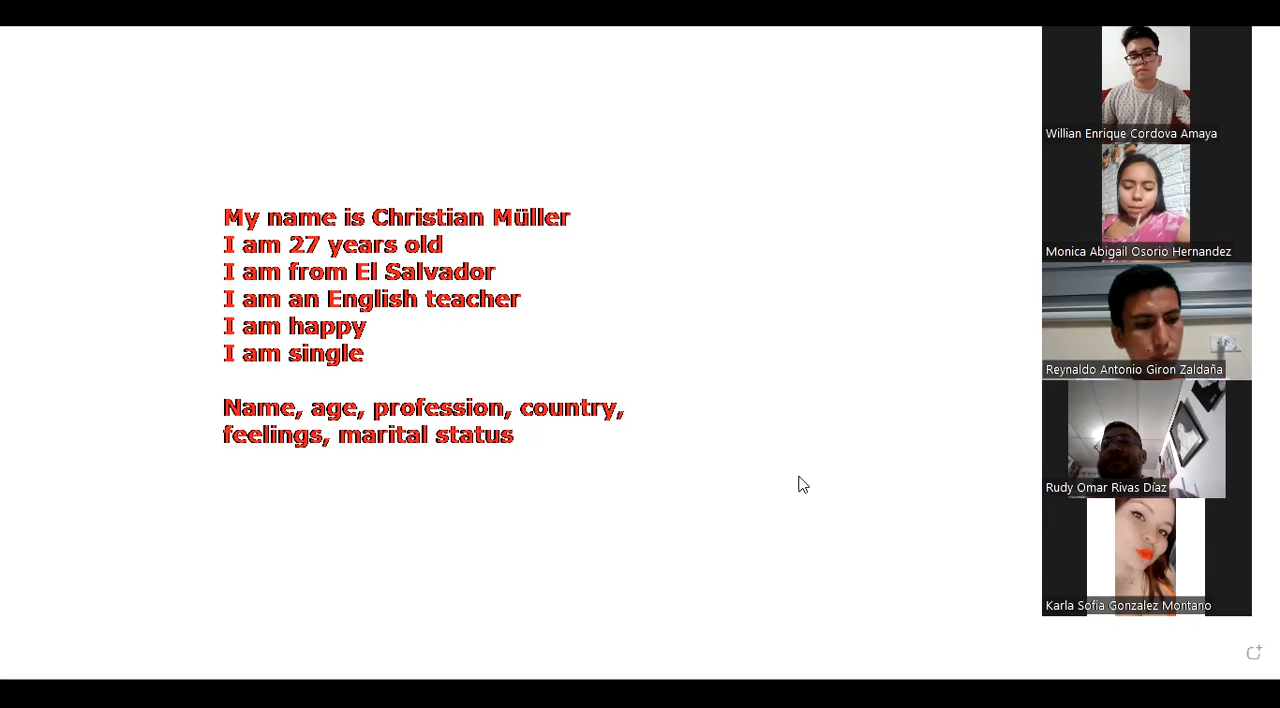 My name is Christian Müller
I am 27 years old
I am from El Salvador
I am an English teacher
I am happy
I am single
Name, age, profession, country,
feelings, marital status
Willian Enrique Cordova Amaya
Monica Abigail Osorio Hernandez
Reynaldo Antonio Giron Zaldaña
Rudy Omar Rivas Díaz
Karla Sofia Gonzalez Montano